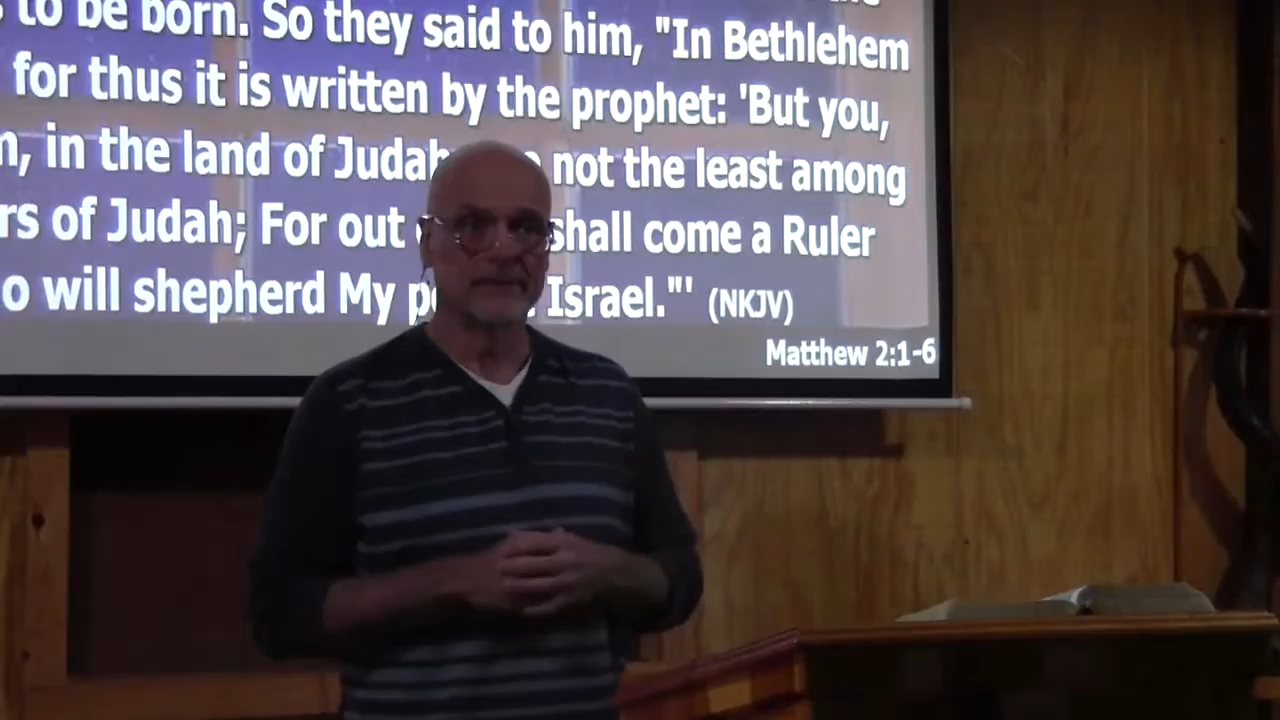 to be born. So they said to him, "In Bethlehem
for thus it is written by the prophet: 'But you,
in the land of Judah not the least among
of Judah; For out shall come a Ruler
will shepherd My Israel."' (NKJV)
Matthew 2:1-6